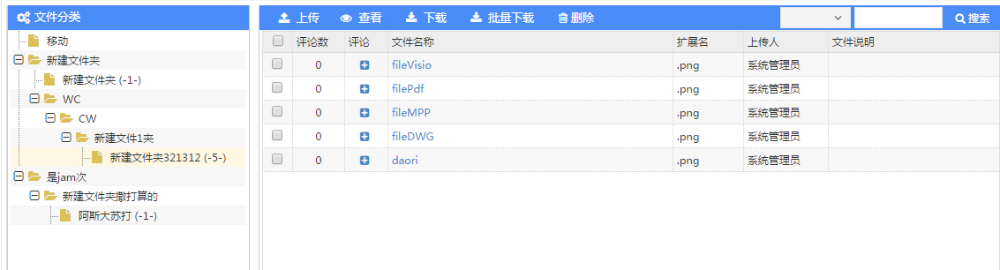 文件分类
移动
新建文件夹
新建文件夹 (-1-)
WC
CW
新建文件1夹
新建文件夹321312 (-5-)
是jam次
新建文件夹撒打算的
阿斯大苏打 (-1-)
上传 查看 下载 批量下载 删除 搜索
评论数 评论 文件名称 扩展名 上传人 文件说明
0 fileVisio .png 系统管理员
0 filePdf .png 系统管理员
0 fileMPP .png 系统管理员
0 fileDWG .png 系统管理员
0 daori .png 系统管理员